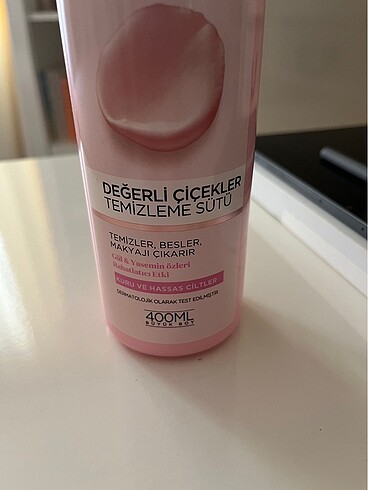 DEĞERLİ ÇİÇEKLER
TEMİZLEME SÜTÜ
TEMİZLER, BESLER,
MAKYAJI ÇIKARIR
Gül & Yasemin özleri
Rahatlatıcı Etki
KURU VE HASSAS CİLTLER
DERMATOLOJİK OLARAK TEST EDİLMİŞTİR
400ML
BÜYÜK BOY